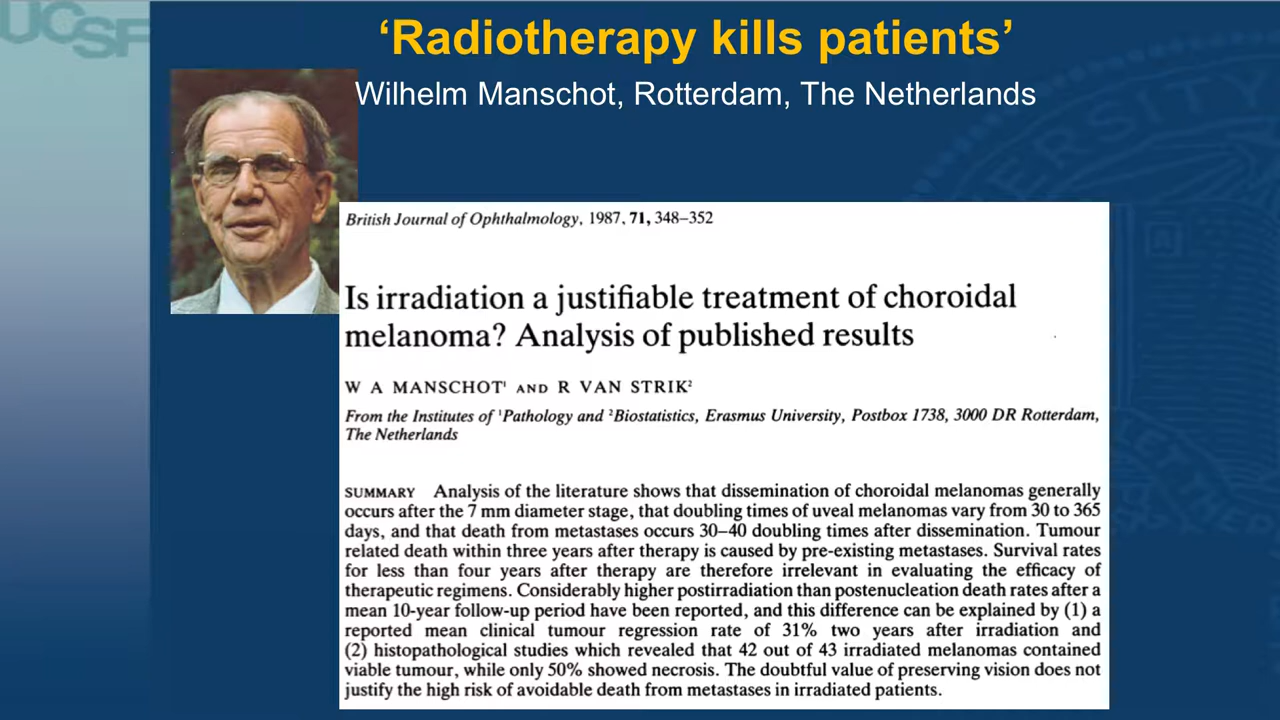 UCSF
‘Radiotherapy kills patients’
Wilhelm Manschot, Rotterdam, The Netherlands
British Journal of Ophthalmology, 1987, 71, 348–352
Is irradiation a justifiable treatment of choroidal
melanoma? Analysis of published results
W A MANSCHOT¹ AND R VAN STRIK²
From the Institutes of ¹Pathology and ²Biostatistics, Erasmus University, Postbox 1738, 3000 DR Rotterdam,
The Netherlands
SUMMARY Analysis of the literature shows that dissemination of choroidal melanomas generally
occurs after the 7 mm diameter stage, that doubling times of uveal melanomas vary from 30 to 365
days, and that death from metastases occurs 30–40 doubling times after dissemination. Tumour
related death within three years after therapy is caused by pre-existing metastases. Survival rates
for less than four years after therapy are therefore irrelevant in evaluating the efficacy of
therapeutic regimens. Considerably higher postirradiation than postenucleation death rates after a
mean 10-year follow-up period have been reported, and this difference can be explained by (1) a
reported mean clinical tumour regression rate of 31% two years after irradiation and
(2) histopathological studies which revealed that 42 out of 43 irradiated melanomas contained
viable tumour, while only 50% showed necrosis. The doubtful value of preserving vision does not
justify the high risk of avoidable death from metastases in irradiated patients.